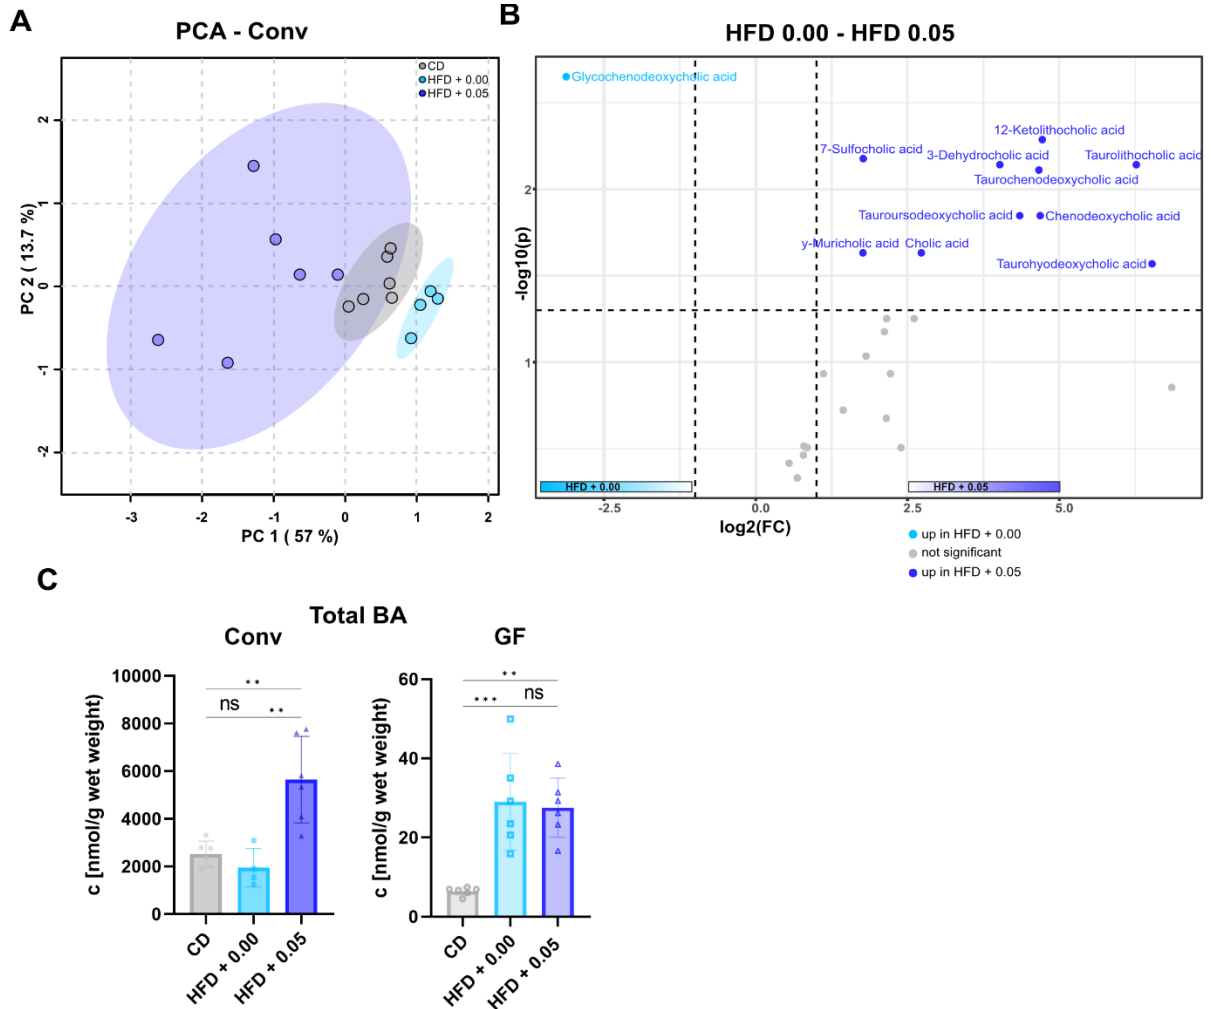 A
PCA - Conv
CD
HFD + 0.00
HFD + 0.05
2
1
0
-1
-2
PC 2 ( 13.7 %)
-3
-2
-1
0
1
2
PC 1 ( 57 %)
B
HFD 0.00 - HFD 0.05
Glycochenodeoxycholic acid
12-Ketolithocholic acid
7-Sulfocholic acid
3-Dehydrocholic acid
Taurolithocholic acid
Taurochenodeoxycholic acid
Tauroursodeoxycholic acid
Chenodeoxycholic acid
y-Muricholic acid
Cholic acid
Taurohyodeoxycholic acid
2
1
-log10(p)
HFD + 0.00
HFD + 0.05
-2.5
0.0
2.5
5.0
log2(FC)
up in HFD + 0.00
not significant
up in HFD + 0.05
C
Total BA
Conv
10000
8000
6000
4000
2000
0
c [nmol/g wet weight)
**
ns
**
CD
HFD + 0.00
HFD + 0.05
GF
60
40
20
0
c [nmol/g wet weight)
**
***
ns
CD
HFD + 0.00
HFD + 0.05